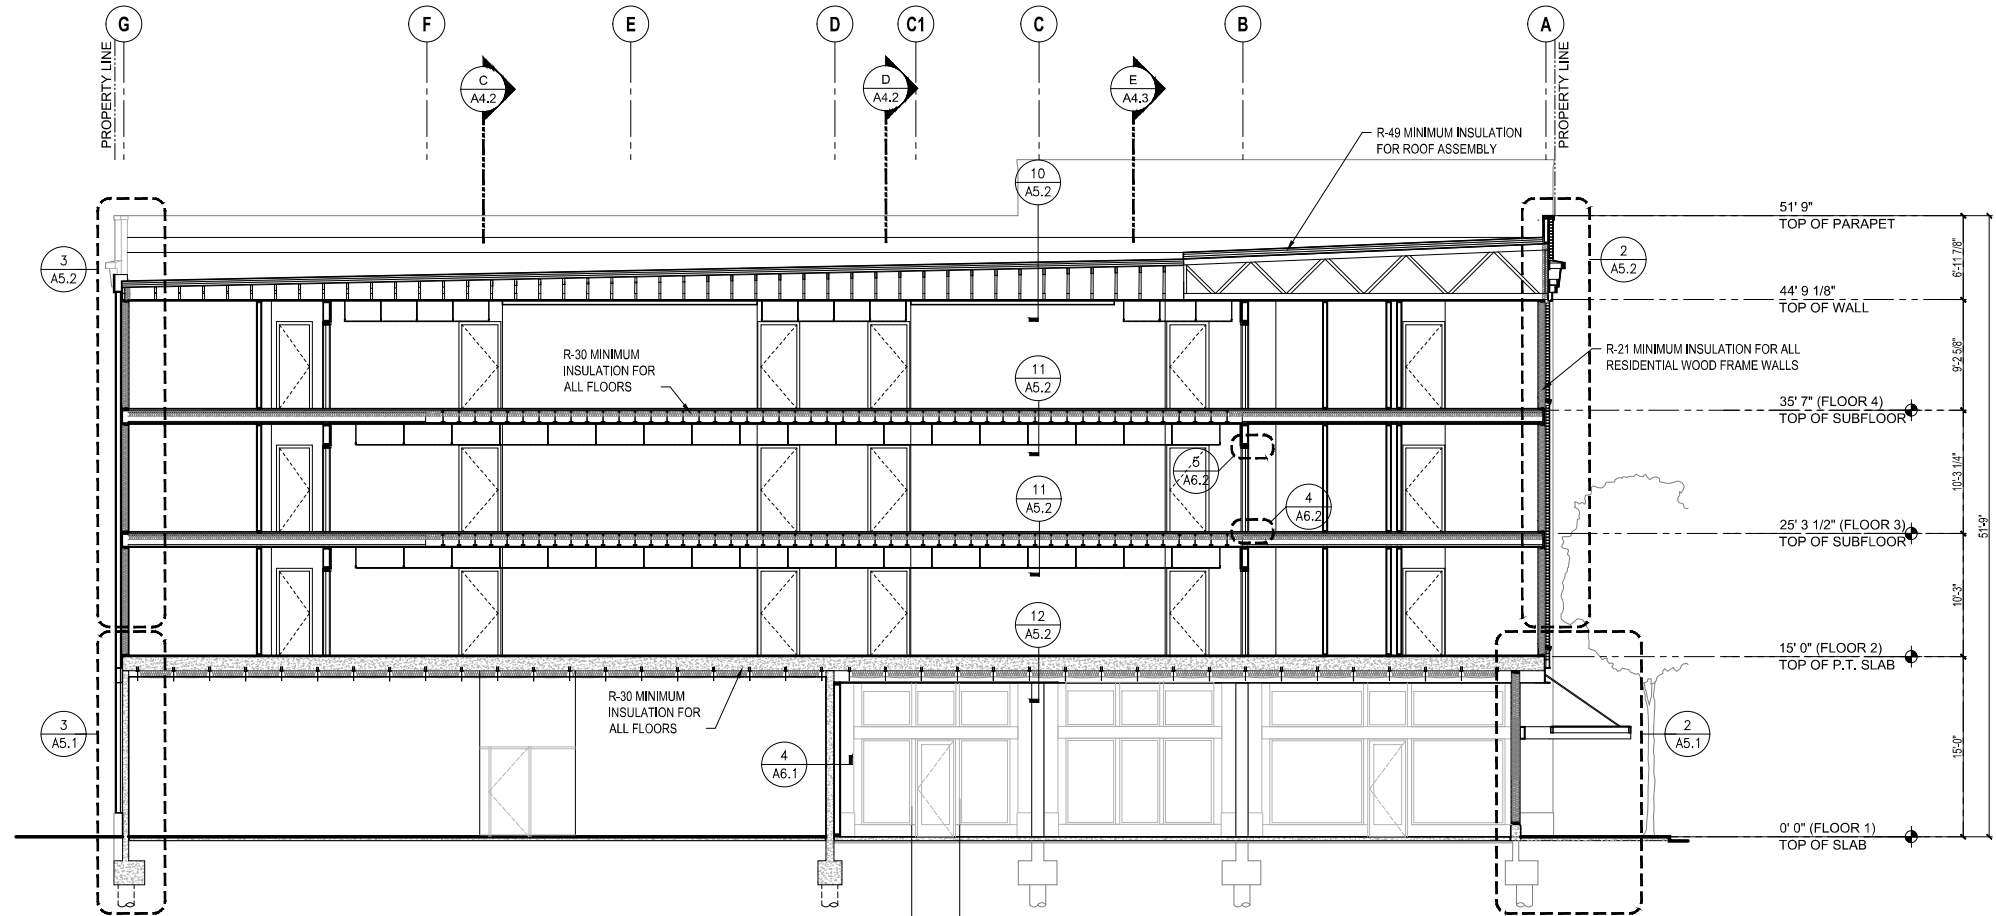 G
F
E
D
C1
C
B
A
PROPERTY LINE
PROPERTY LINE
C
A4.2
D
A4.2
E
A4.3
R-49 MINIMUM INSULATION
FOR ROOF ASSEMBLY
10
A5.2
51' 9"
TOP OF PARAPET
3
A5.2
2
A5.2
6'-11 7/8"
44' 9 1/8"
TOP OF WALL
R-30 MINIMUM
INSULATION FOR
ALL FLOORS
11
A5.2
R-21 MINIMUM INSULATION FOR ALL
RESIDENTIAL WOOD FRAME WALLS
9'-2 5/8"
35' 7" (FLOOR 4)
TOP OF SUBFLOOR
5
A6.2
11
A5.2
4
A6.2
10'-3 1/4"
25' 3 1/2" (FLOOR 3)
TOP OF SUBFLOOR
51'-9"
10'-3"
12
A5.2
15' 0" (FLOOR 2)
TOP OF P.T. SLAB
R-30 MINIMUM
INSULATION FOR
ALL FLOORS
3
A5.1
4
A6.1
2
A5.1
15'-0"
0' 0" (FLOOR 1)
TOP OF SLAB